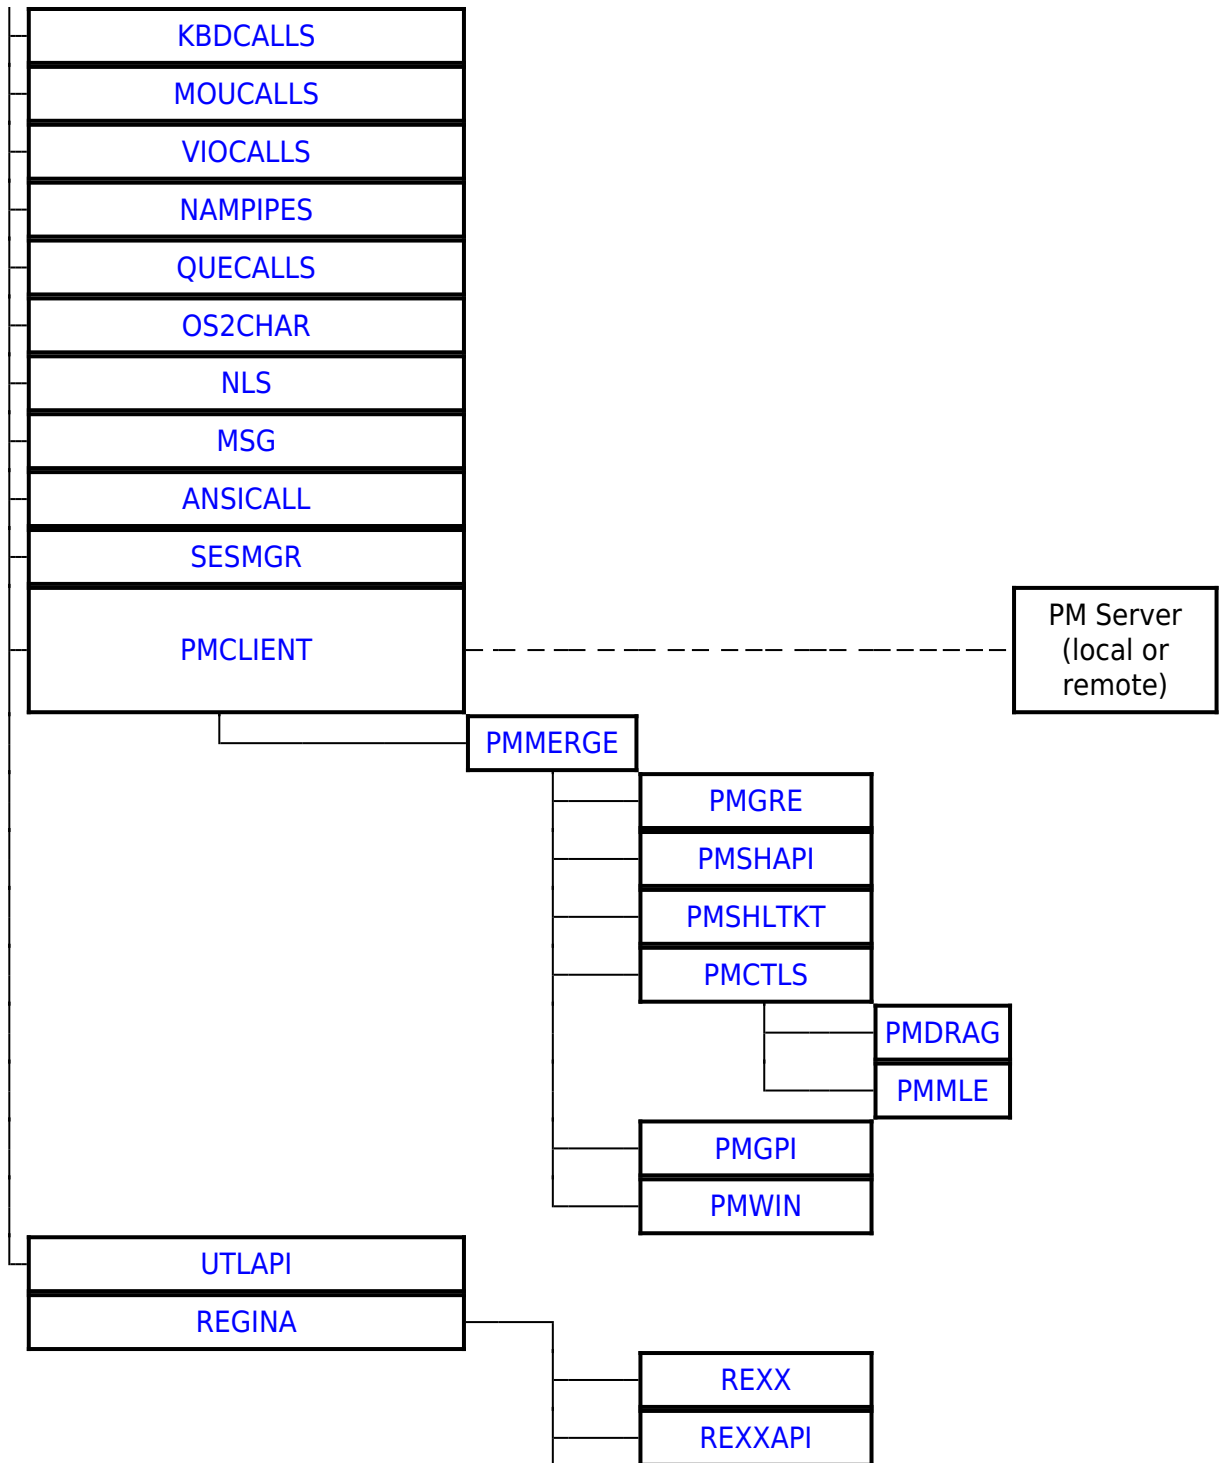 KBDCALLS
MOUCALLS
VIOCALLS
NAMPIPES
QUECALLS
OS2CHAR
NLS
MSG
ANSICALL
SESMGR
PMCLIENT
PM Server
(local or
remote)
PMMERGE
PMGRE
PMSHAPI
PMSHLTKT
PMCTLS
PMDRAG
PMMLE
PMGPI
PMWIN
UTLAPI
REGINA
REXX
REXXAPI